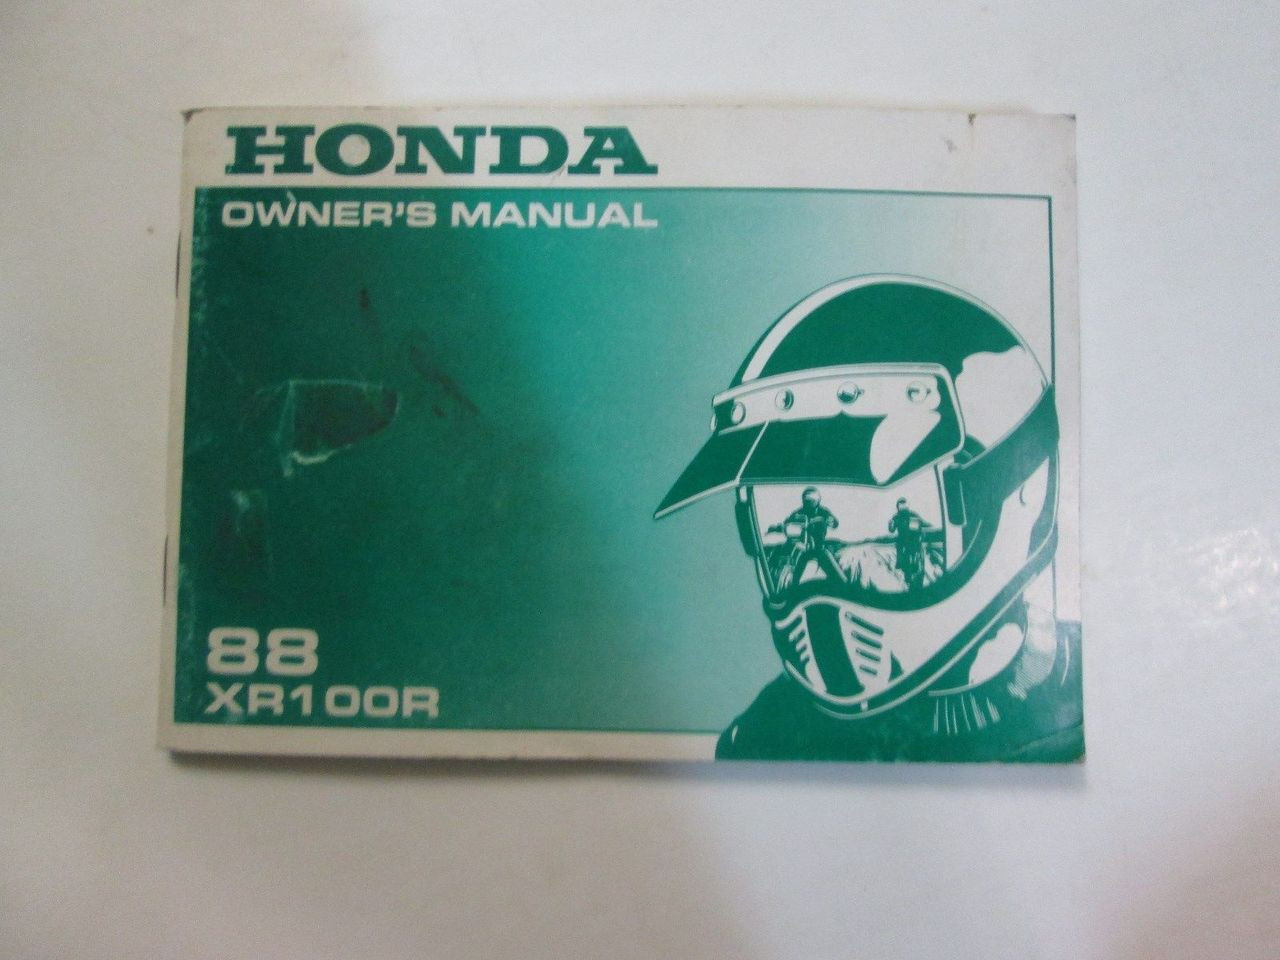 HONDA
OWNER'S MANUAL
88
XR100R